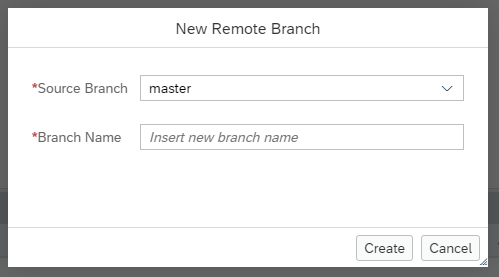 New Remote Branch
*Source Branch master
*Branch Name Insert new branch name
Create Cancel